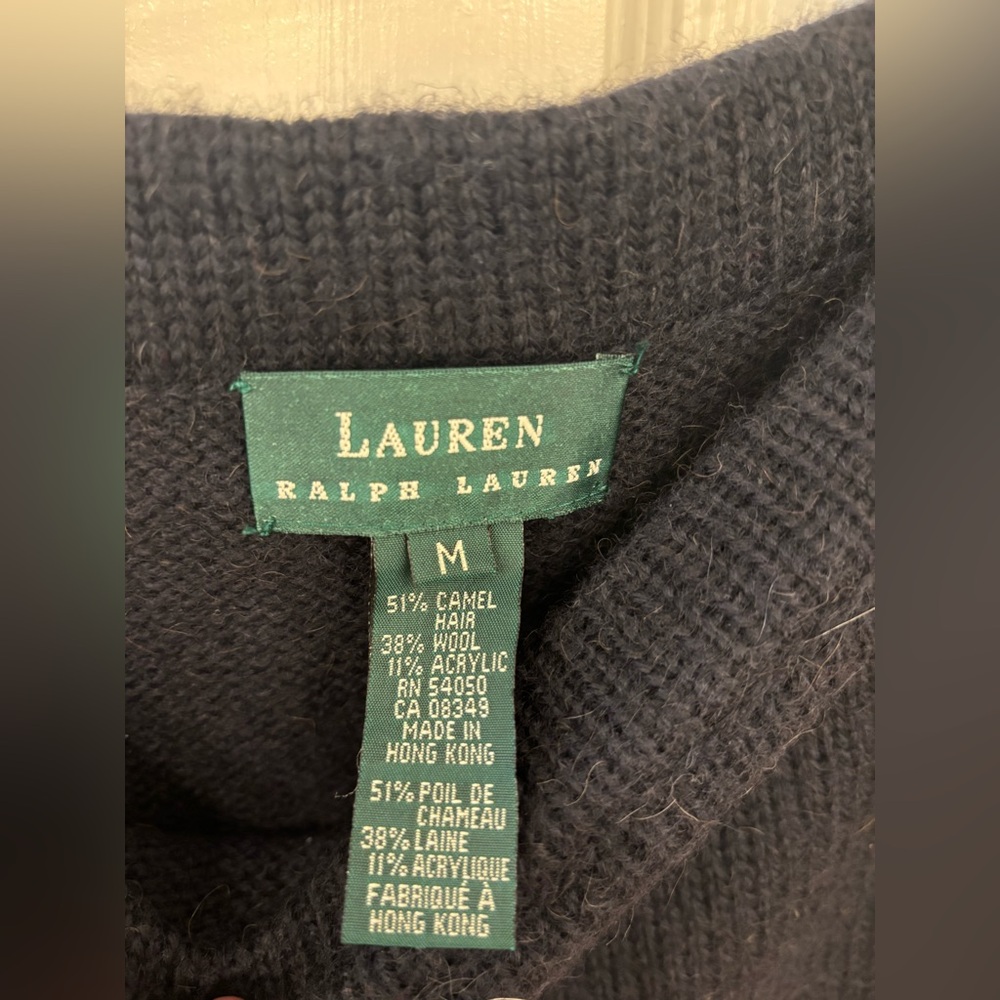 LAUREN
RALPH LAUREN
M
51% CAMEL
HAIR
38% WOOL
11% ACRYLIC
RN 54050
CA 08349
MADE IN
HONG KONG
51% POIL DE
CHAMEAU
38% LAINE
11% ACRYLIQUE
FABRIQUÉ À
HONG KONG